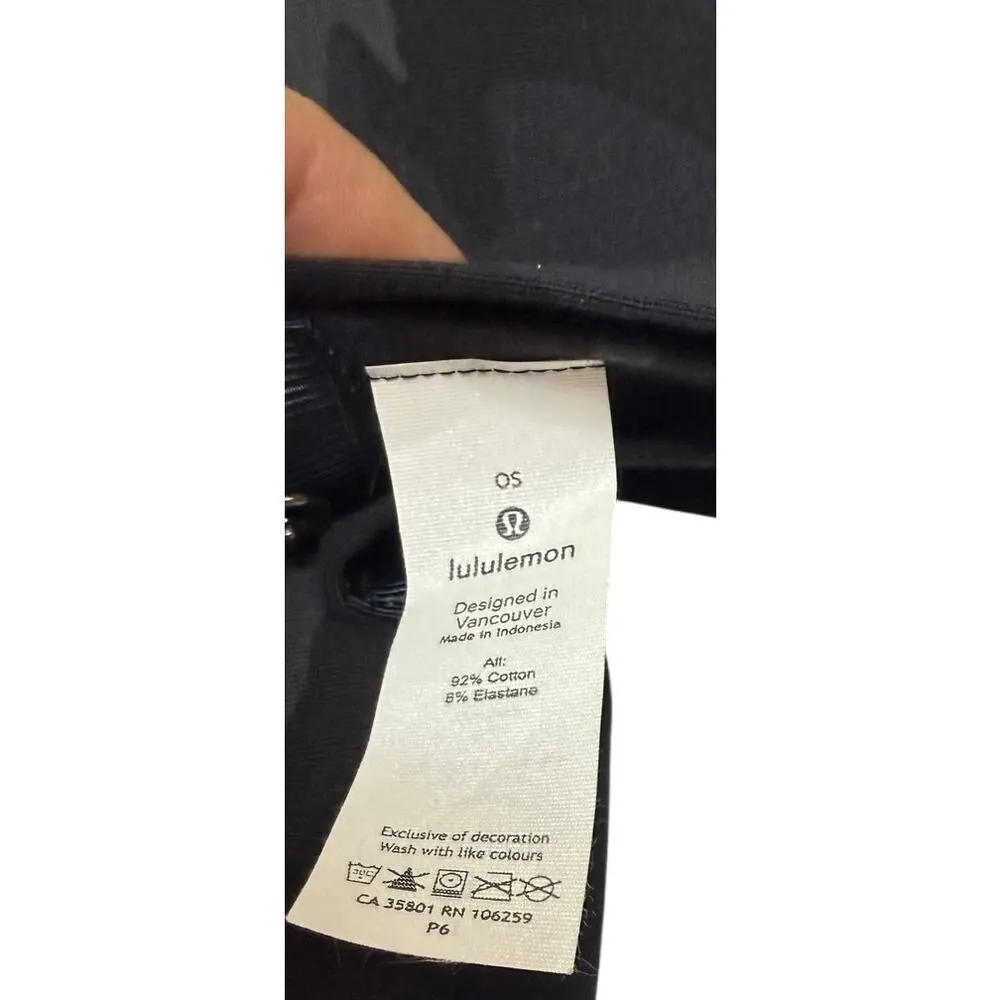 OS
lululemon
Designed in
Vancouver
Made in Indonesia
All:
92% Cotton
8% Elastane
Exclusive of decoration
Wash with like colours
30C
CA 35801 RN 106259
P6